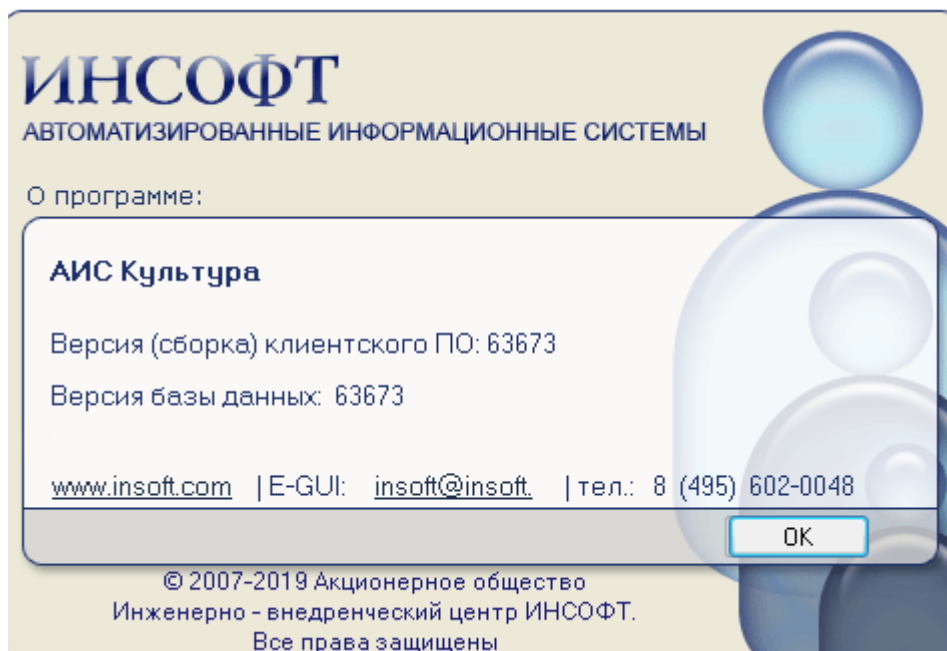 ИНСОФТ
АВТОМАТИЗИРОВАННЫЕ ИНФОРМАЦИОННЫЕ СИСТЕМЫ
О программе:
АИС Культура
Версия (сборка) клиентского ПО: 63673
Версия базы данных: 63673
www.insoft.com | E-GUI: insoft@insoft. | тел.: 8 (495) 602-0048
OK
© 2007-2019 Акционерное общество
Инженерно - внедренческий центр ИНСОФТ.
Все права защищены